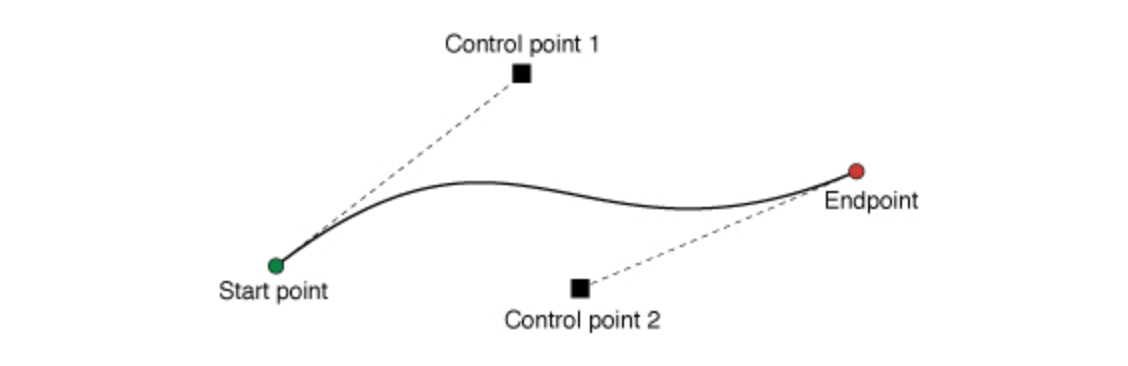 Control point 1
Endpoint
Start point
Control point 2